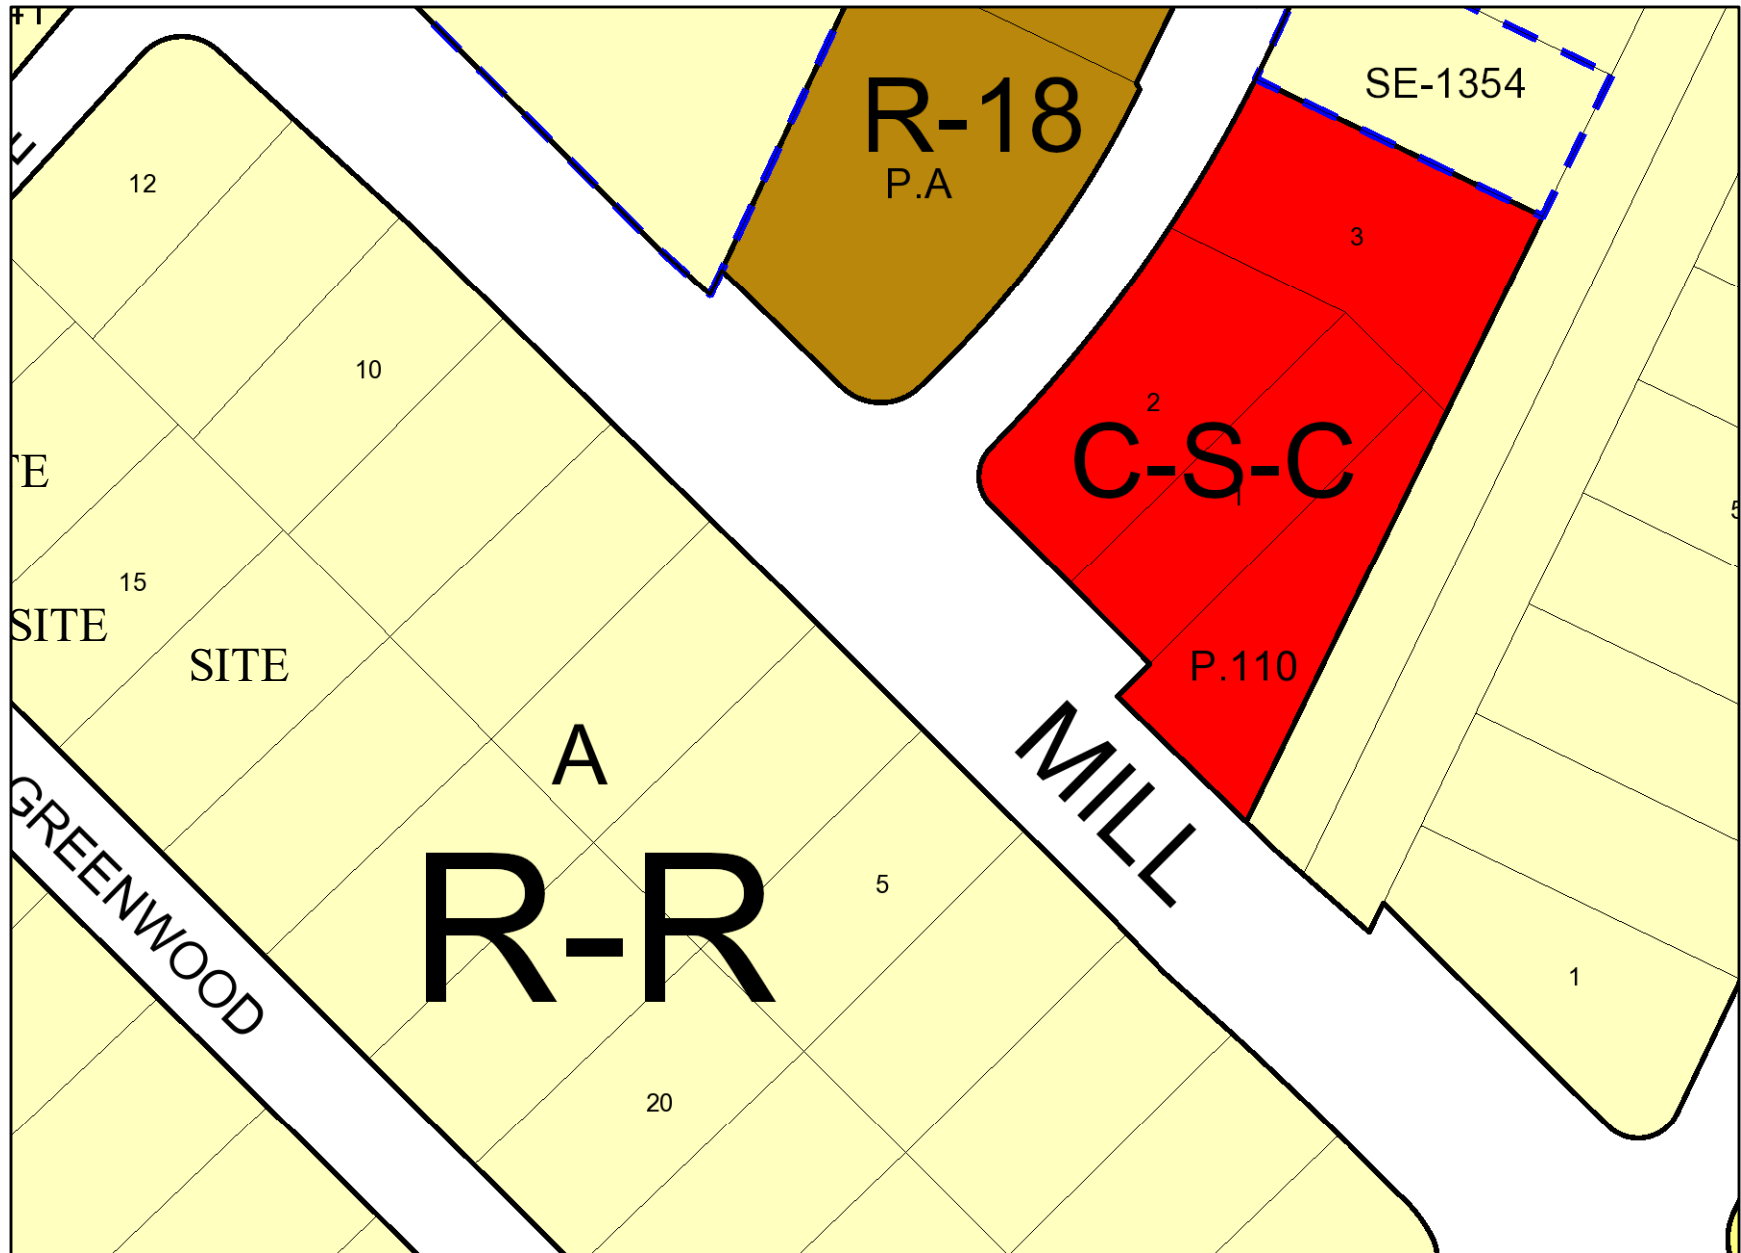 SE-1354
R-18
P.A
12
3
10
2
C-S-C
1
TE
15
SITE
SITE
P.110
A
MILL
R-R
5
GREENWOOD
1
20